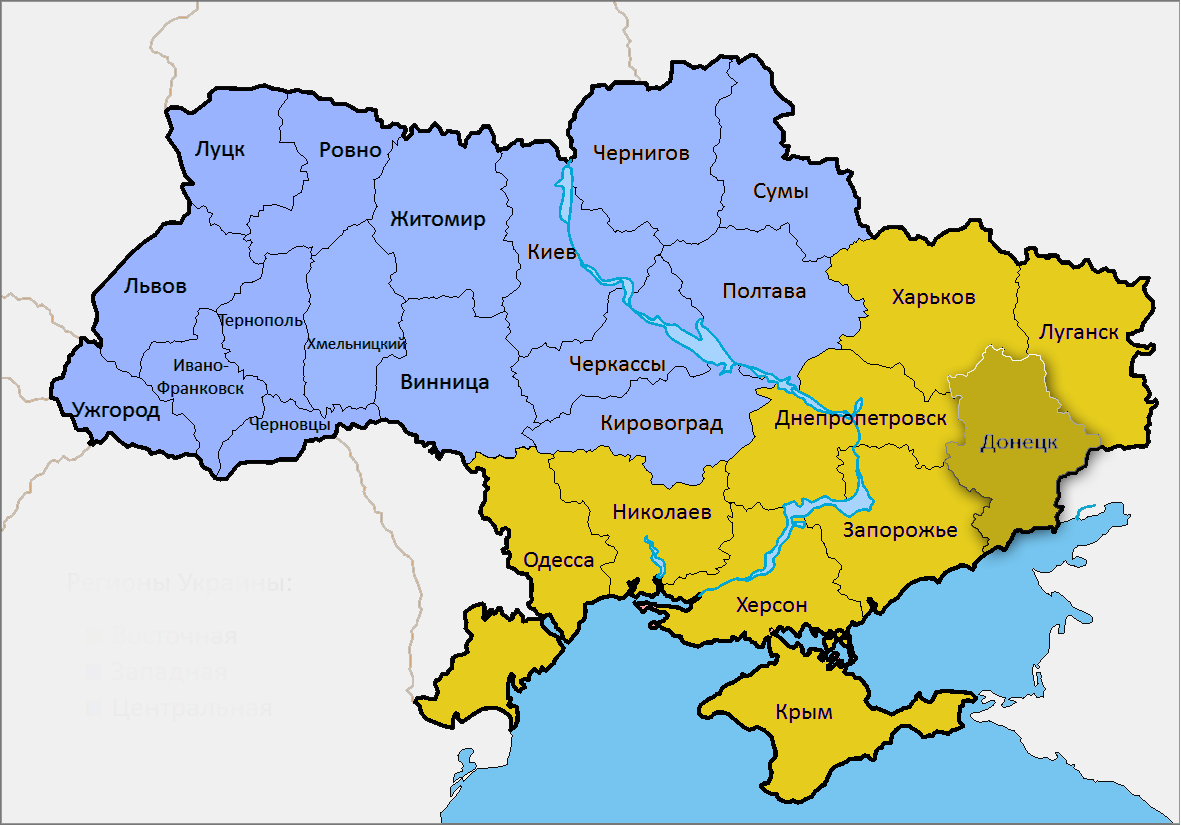 Луцк
Ровно
Чернигов
Сумы
Житомир
Киев
Львов
Полтава
Харьков
Тернополь
Луганск
Хмельницкий
Ивано-
Франковск
Черкассы
Винница
Ужгород
Черновцы
Кировоград
Днепропетровск
Донецк
Николаев
Запорожье
Одесса
Регионы Украины:
Херсон
Восточная
Западная
Центральная
Крым